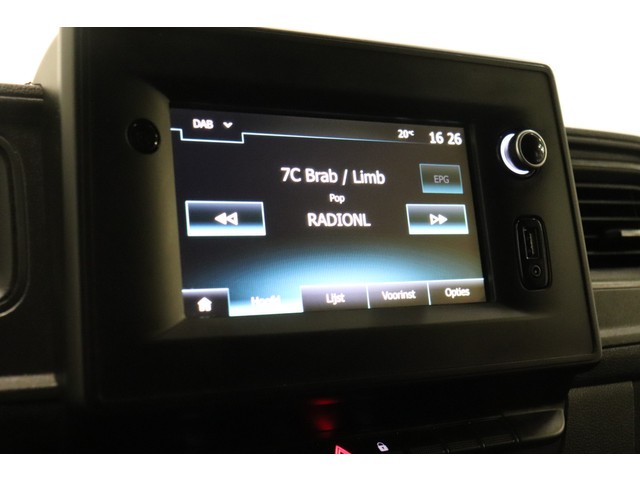 DAB 20°C 16 26
7C Brab / Limb
EPG
Pop
RADIONL
Hoofd Lijst Voorinst Opties